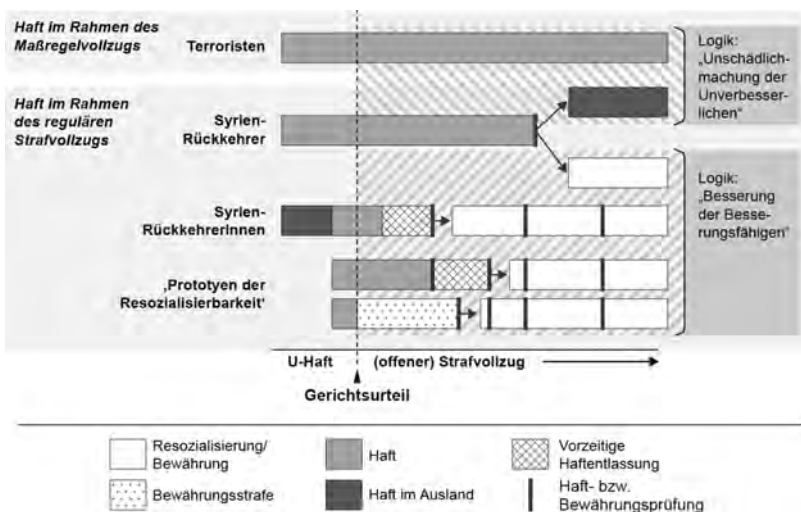 Haft im Rahmen des
Maßregelvollzugs
Terroristen
Logik:
„Unschädlich-
machung der
Unverbesser-
lichen“
Haft im Rahmen
des regulären
Strafvollzugs
Syrien-
Rückkehrer
Logik:
„Besserung
der Besse-
rungsfähigen“
Syrien-
RückkehrerInnen
‚Prototyen der
Resozialisierbarkeit‘
U-Haft
(offener) Strafvollzug
Gerichtsurteil
Resozialisierung/
Bewährung
Haft
Vorzeitige
Haftentlassung
Bewährungsstrafe
Haft im Ausland
Haft- bzw.
Bewährungsprüfung